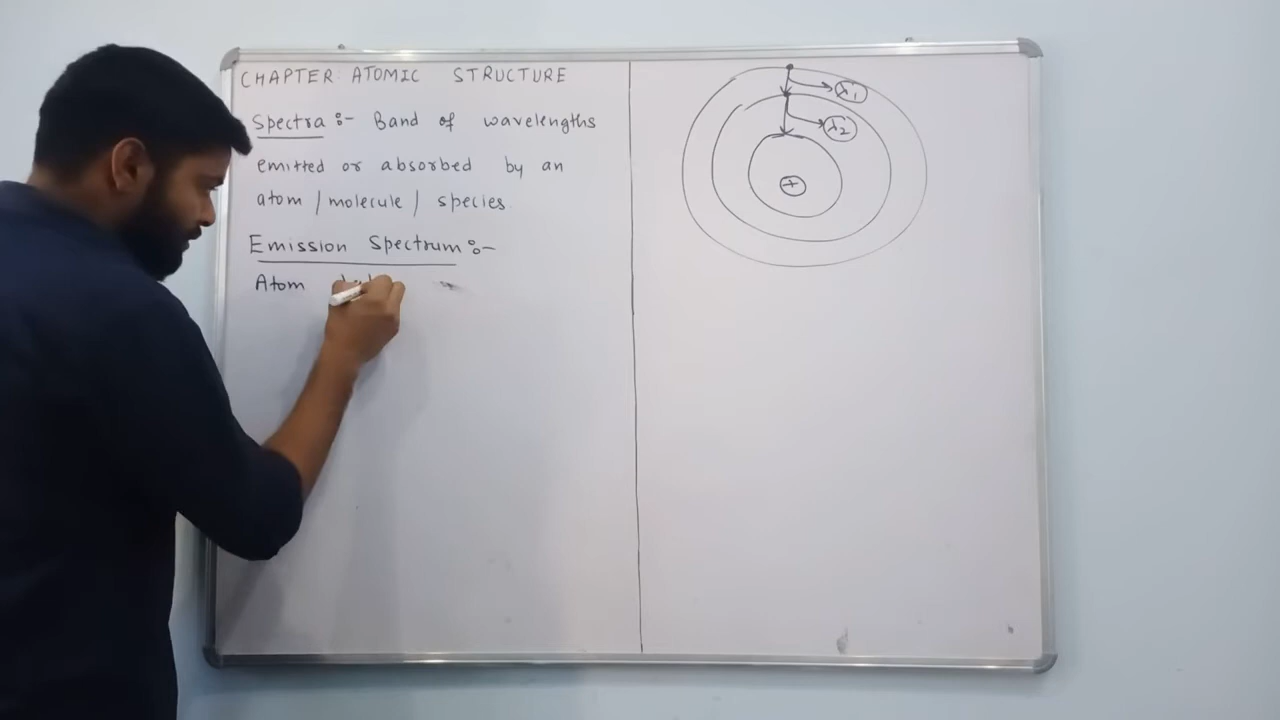 CHAPTER: ATOMIC STRUCTURE
Spectra :- Band of wavelengths
emitted or absorbed by an
atom / molecule / species
Emission Spectrum :-
Atom
λ1
λ2
+